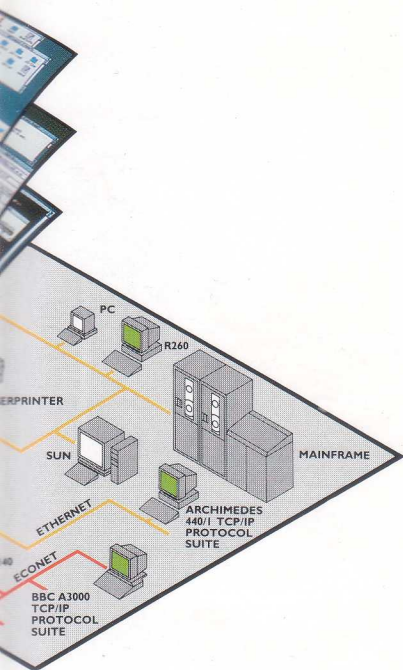 PC
R260
ERPRINTER
SUN
MAINFRAME
ARCHIMEDES
440/1 TCP/IP
PROTOCOL
SUITE
ETHERNET
40
ECONET
BBC A3000
TCP/IP
PROTOCOL
SUITE